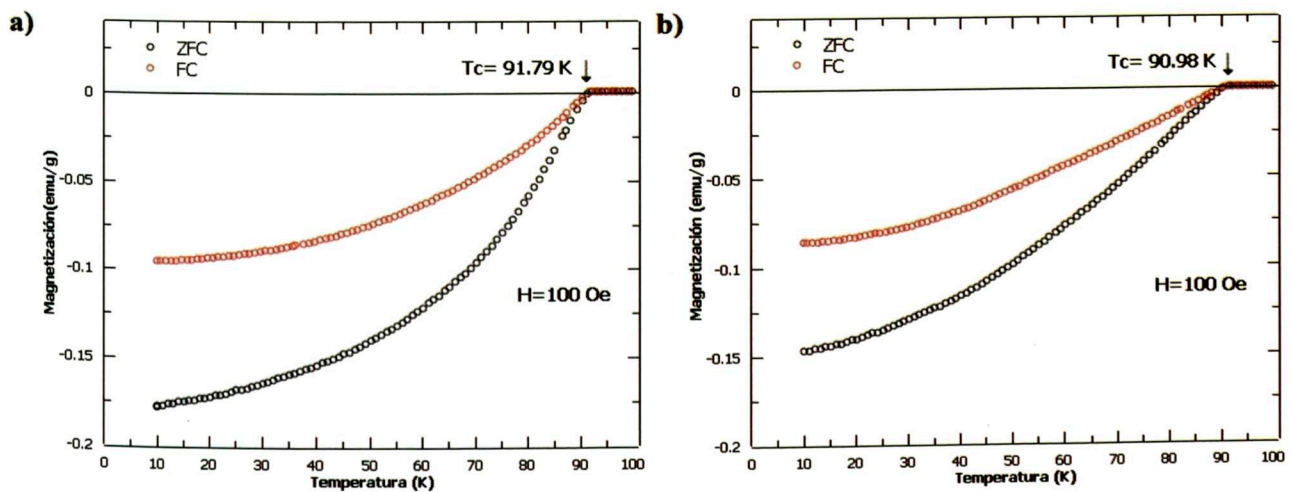 a)
ZFC
FC
Tc= 91.79 K
0
-0.05
-0.1
-0.15
-0.2
Magnetización(emu/g)
H=100 Oe
0 10 20 30 40 50 60 70 80 90 100
Temperatura (K)
b)
ZFC
FC
Tc= 90.98 K
0
-0.05
-0.1
-0.15
-0.2
Magnetización (emu/g)
H=100 Oe
0 10 20 30 40 50 60 70 80 90 100
Temperatura (K)